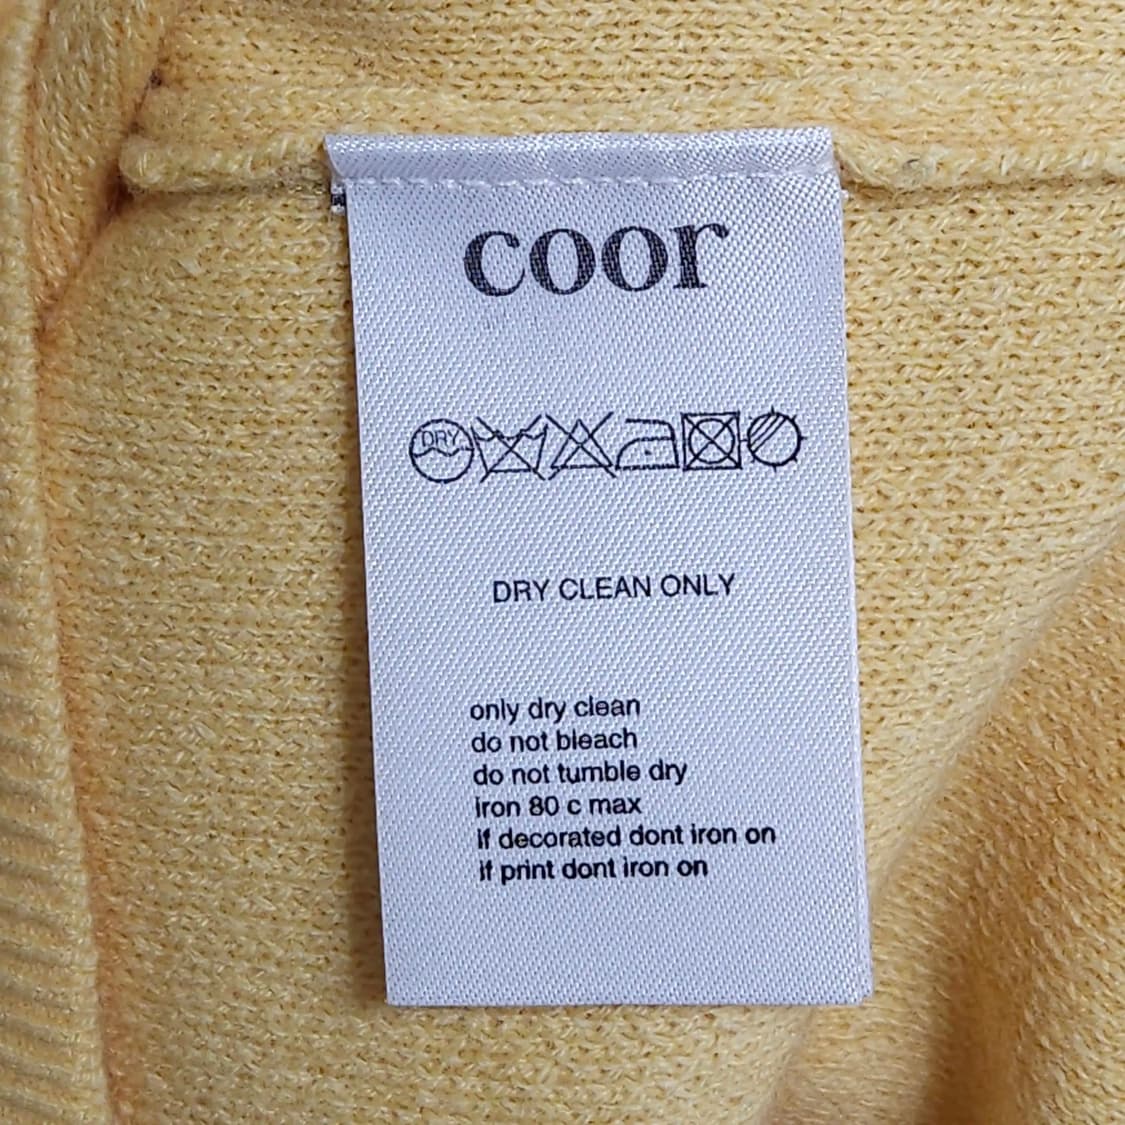 coor
DRY
DRY CLEAN ONLY
only dry clean
do not bleach
do not tumble dry
iron 80 c max
if decorated dont iron on
if print dont iron on